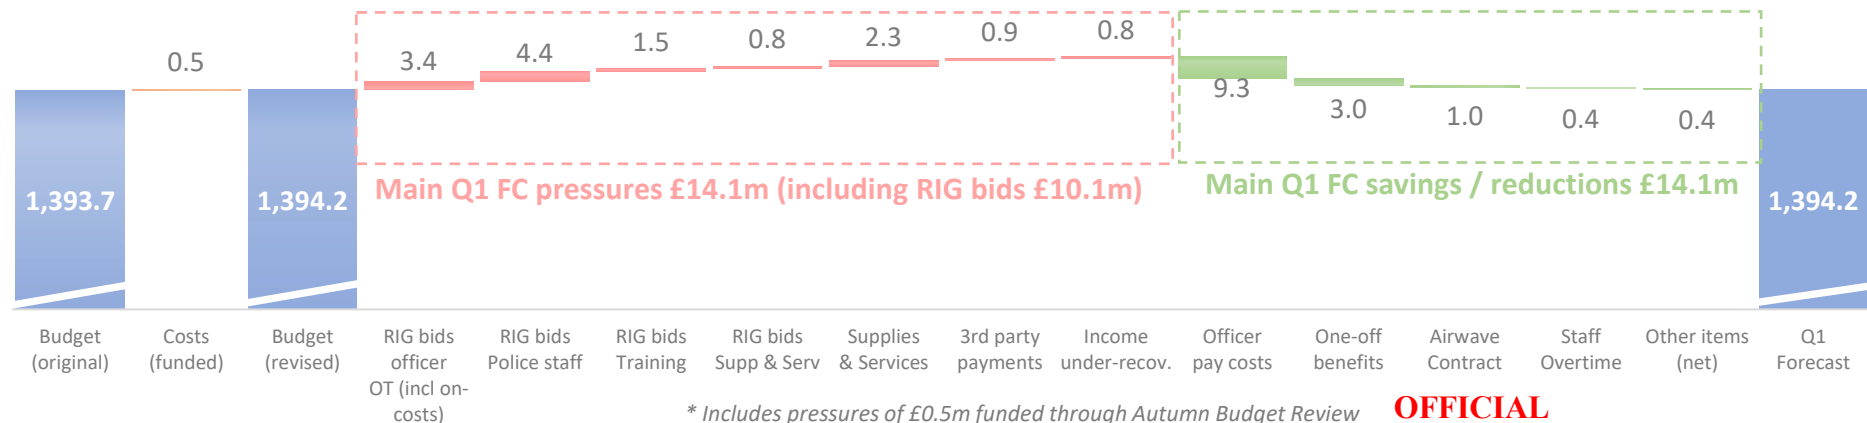 0.5
3.4
4.4
1.5
0.8
2.3
0.9
0.8
9.3
3.0
1.0
0.4
0.4
Main Q1 FC pressures £14.1m (including RIG bids £10.1m)
Main Q1 FC savings / reductions £14.1m
1,393.7
1,394.2
1,394.2
Budget
(original)
Costs
(funded)
Budget
(revised)
RIG bids
officer
OT (incl on-
costs)
RIG bids
Police staff
RIG bids
Training
RIG bids
Supp & Serv
Supplies
& Services
3rd party
payments
Income
under-recov.
Officer
pay costs
One-off
benefits
Airwave
Contract
Staff
Overtime
Other items
(net)
Q1
Forecast
* Includes pressures of £0.5m funded through Autumn Budget Review
OFFICIAL